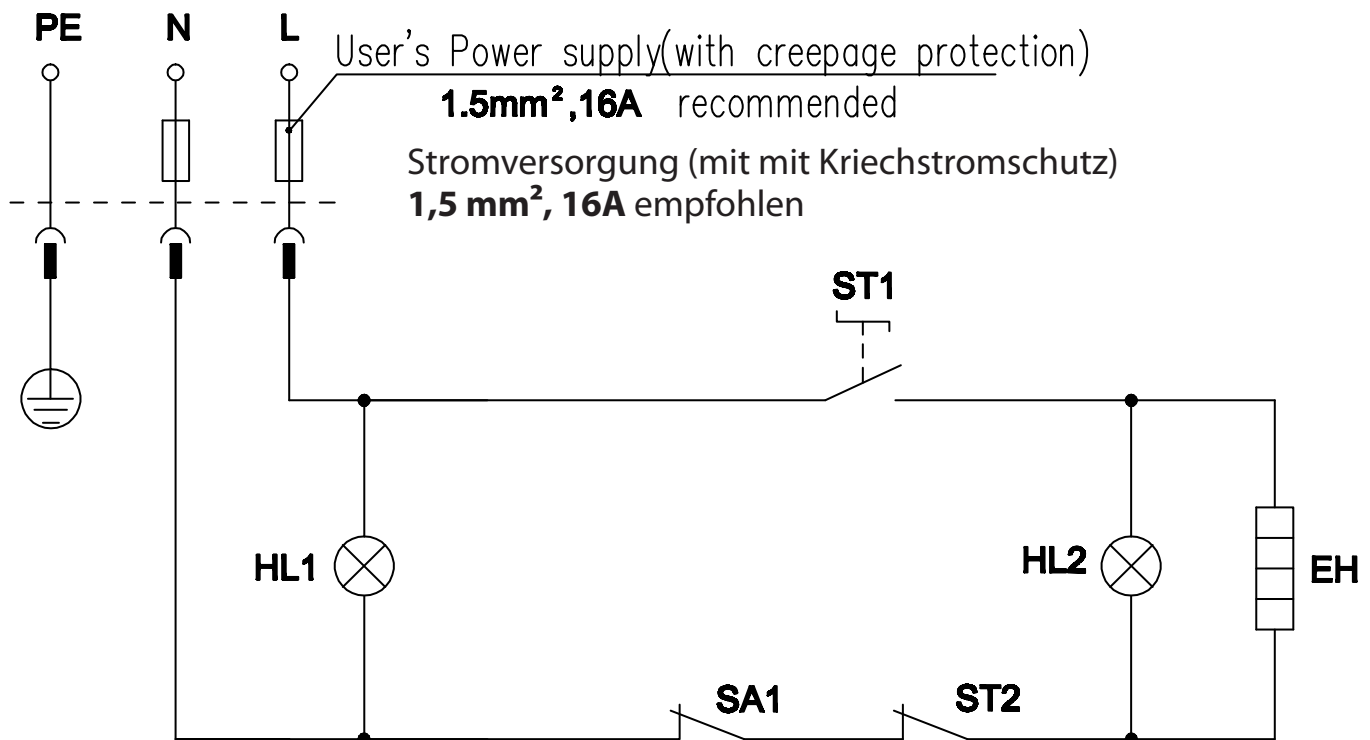 PE N L
User's Power supply(with creepage protection)
1.5mm²,16A recommended
Stromversorgung (mit mit Kriechstromschutz)
1,5 mm², 16A empfohlen
ST1
HL1
HL2
EH
SA1
ST2